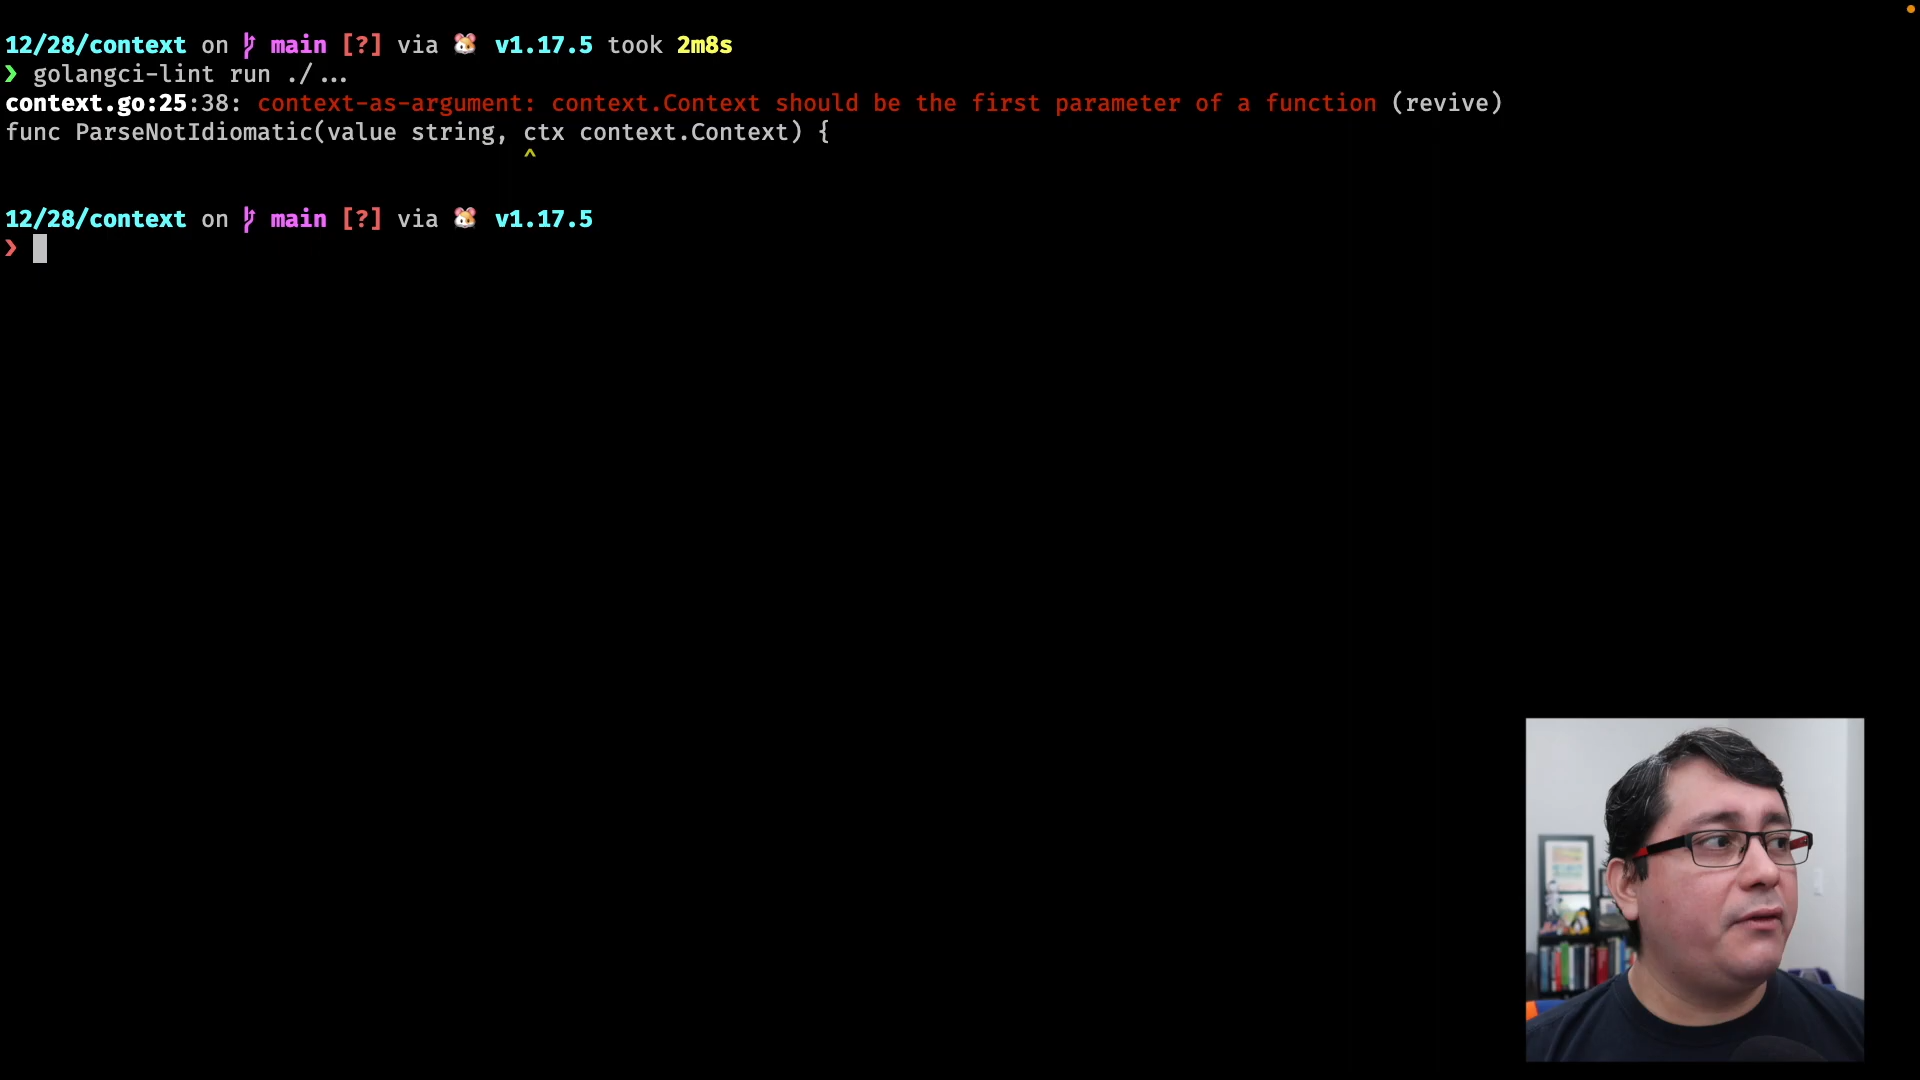 12/28/context on main [?] via 🐹 v1.17.5 took 2m8s
❯ golangci-lint run ./...
context.go:25:38: context-as-argument: context.Context should be the first parameter of a function (revive)
func ParseNotIdiomatic(value string, ctx context.Context) {
^
12/28/context on main [?] via 🐹 v1.17.5
❯